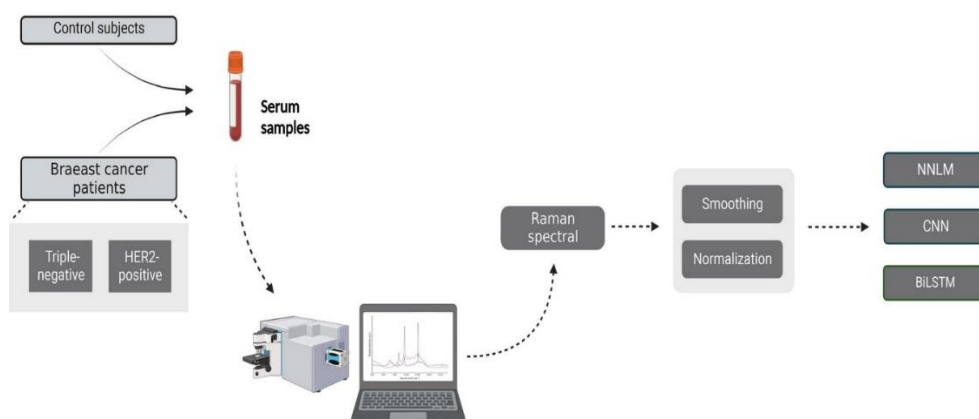 Control subjects
Serum
samples
Braeast cancer
patients
Triple-
negative
HER2-
positive
Raman
spectral
Smoothing
Normalization
NNLM
CNN
BiLSTM